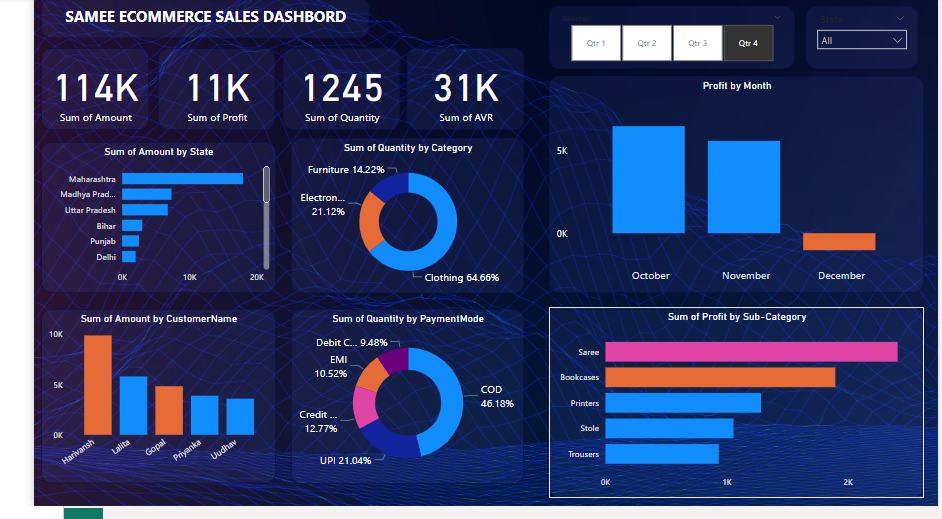 SAMEE ECOMMERCE SALES DASHBORD
Qtr 1
Qtr 2
Qtr 3
Qtr 4
State
All
114K
Sum of Amount
11K
Sum of Profit
1245
Sum of Quantity
31K
Sum of AVR
Profit by Month
5K
0K
October
November
December
Sum of Amount by State
Maharashtra
Madhya Prad...
Uttar Pradesh
Bihar
Punjab
Delhi
0K
10K
20K
Sum of Quantity by Category
Furniture 14.22%
Electron...
21.12%
Clothing 64.66%
Sum of Amount by CustomerName
10K
5K
0K
Harivansh
Lalita
Gopal
Priyanka
Uudhav
Sum of Quantity by PaymentMode
Debit C... 9.48%
EMI
10.52%
Credit ...
12.77%
UPI 21.04%
COD
46.18%
Sum of Profit by Sub-Category
Saree
Bookcases
Printers
Stole
Trousers
0K
1K
2K